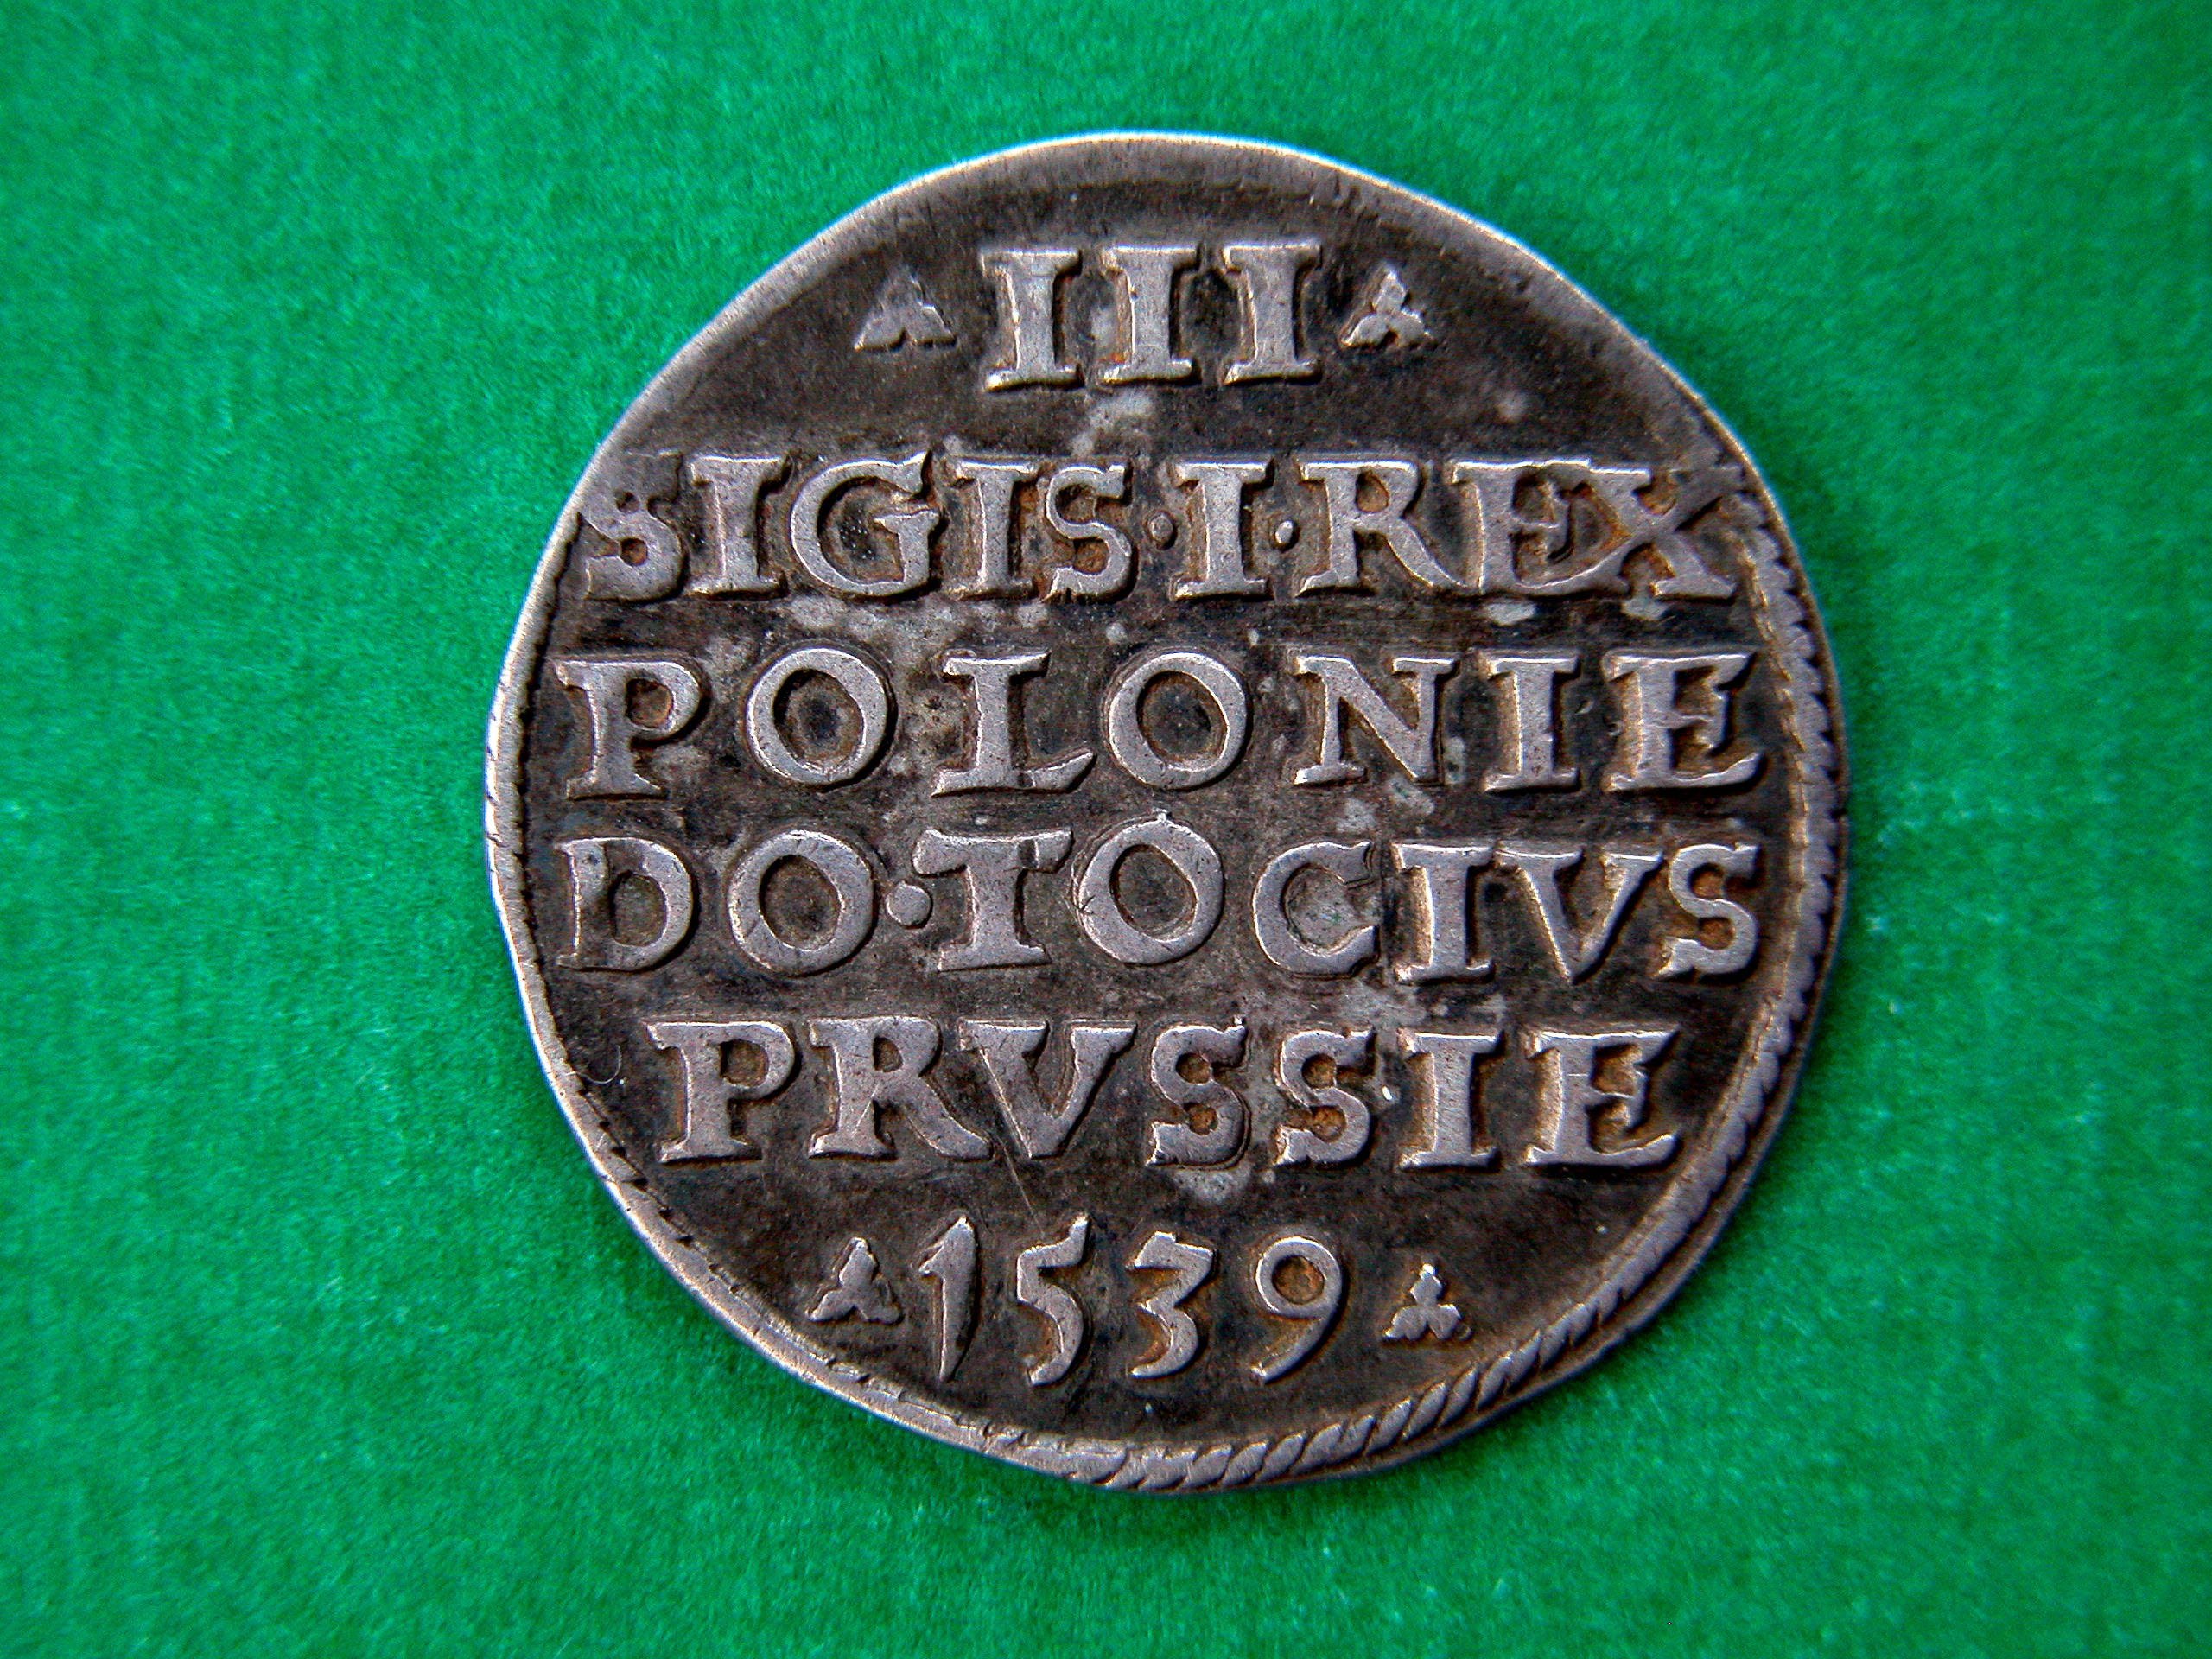 III
SIGIS·I·REX
POLONIE
DO·TOCIVS
PRVSSIE
1539